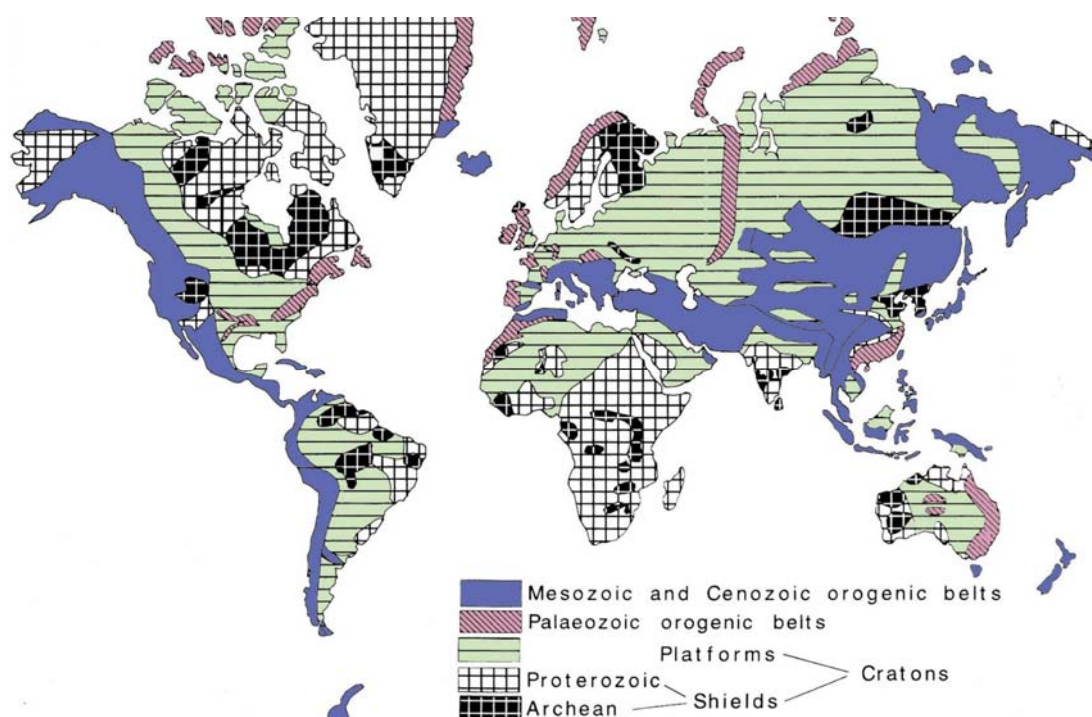 Mesozoic and Cenozoic orogenic belts
Palaeozoic orogenic belts
Platforms
Proterozoic
Cratons
Shields
Archean